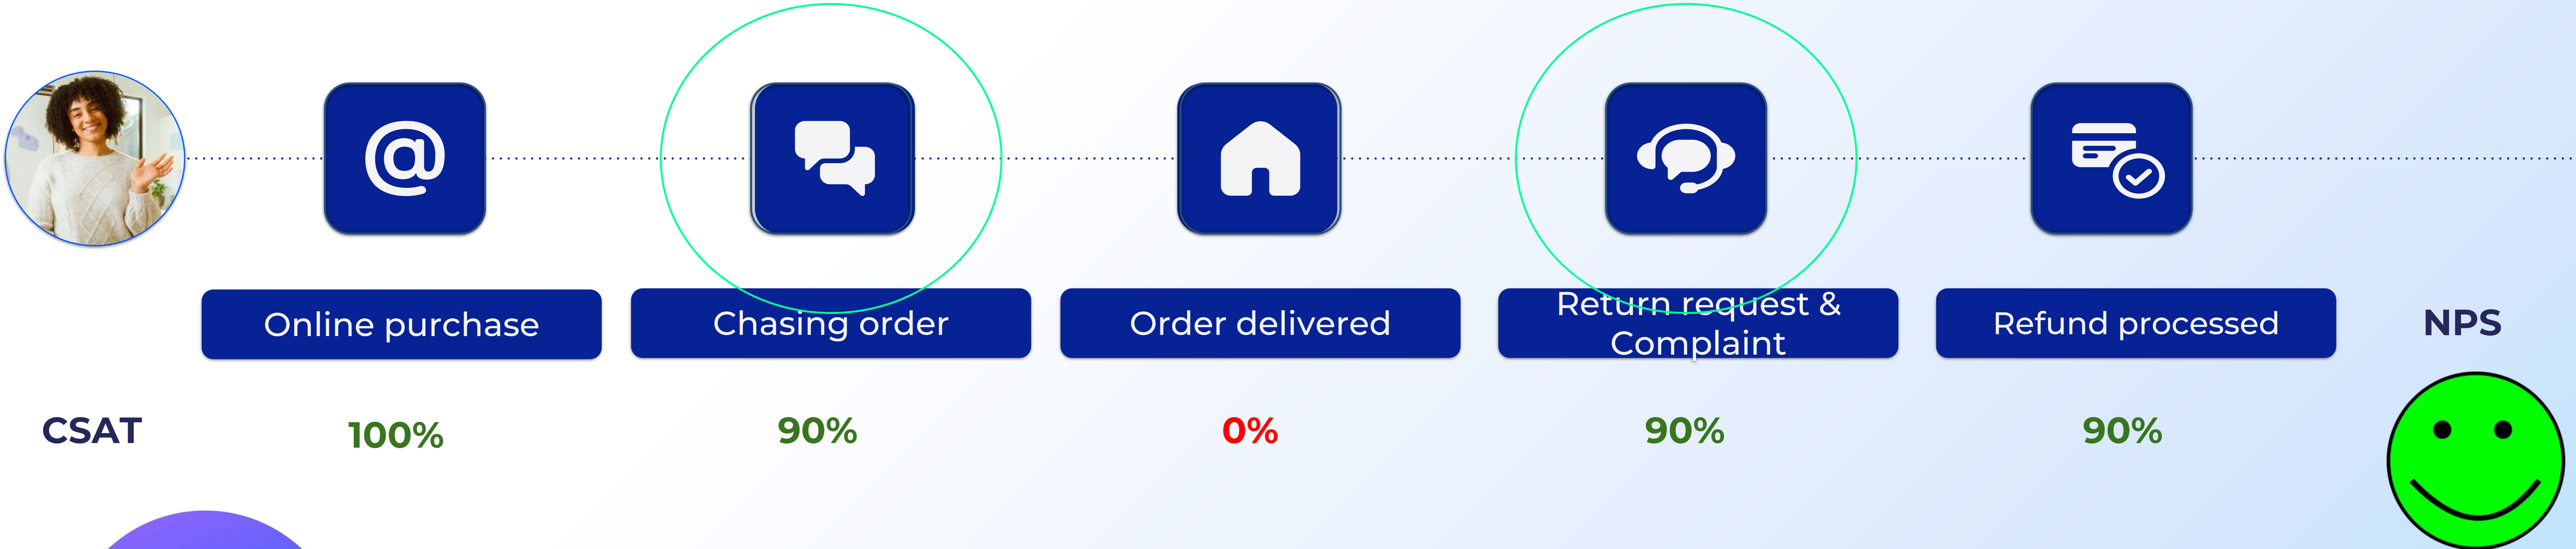 @
Online purchase
Chasing order
Order delivered
Return request &
Complaint
Refund processed
NPS
CSAT
100%
90%
0%
90%
90%